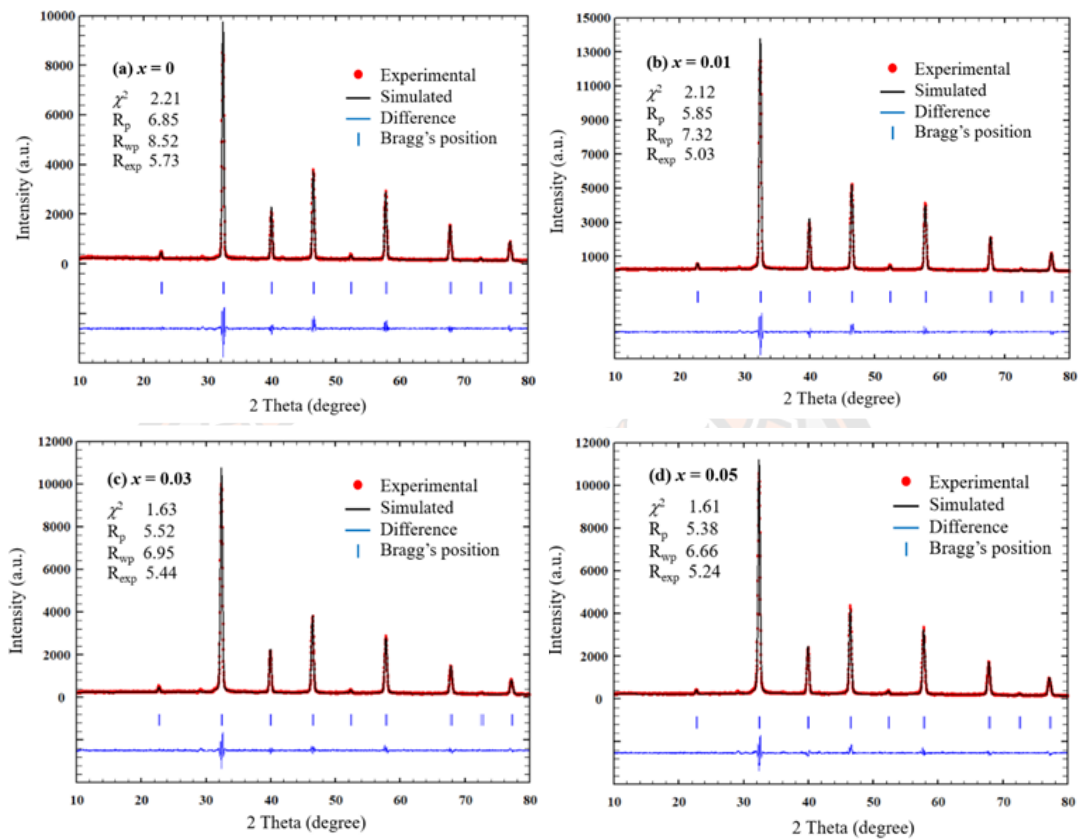 (a) x = 0
χ² 2.21
Rp 6.85
Rwp 8.52
Rexp 5.73
Experimental
Simulated
Difference
Bragg's position
Intensity (a.u.)
10000
8000
6000
4000
2000
0
10 20 30 40 50 60 70 80
2 Theta (degree)
(b) x = 0.01
χ² 2.12
Rp 5.85
Rwp 7.32
Rexp 5.03
Experimental
Simulated
Difference
Bragg's position
Intensity (a.u.)
15000
13000
11000
9000
7000
5000
3000
1000
10 20 30 40 50 60 70 80
2 Theta (degree)
(c) x = 0.03
χ² 1.63
Rp 5.52
Rwp 6.95
Rexp 5.44
Experimental
Simulated
Difference
Bragg's position
Intensity (a.u.)
12000
10000
8000
6000
4000
2000
0
10 20 30 40 50 60 70 80
2 Theta (degree)
(d) x = 0.05
χ² 1.61
Rp 5.38
Rwp 6.66
Rexp 5.24
Experimental
Simulated
Difference
Bragg's position
Intensity (a.u.)
12000
10000
8000
6000
4000
2000
0
10 20 30 40 50 60 70 80
2 Theta (degree)